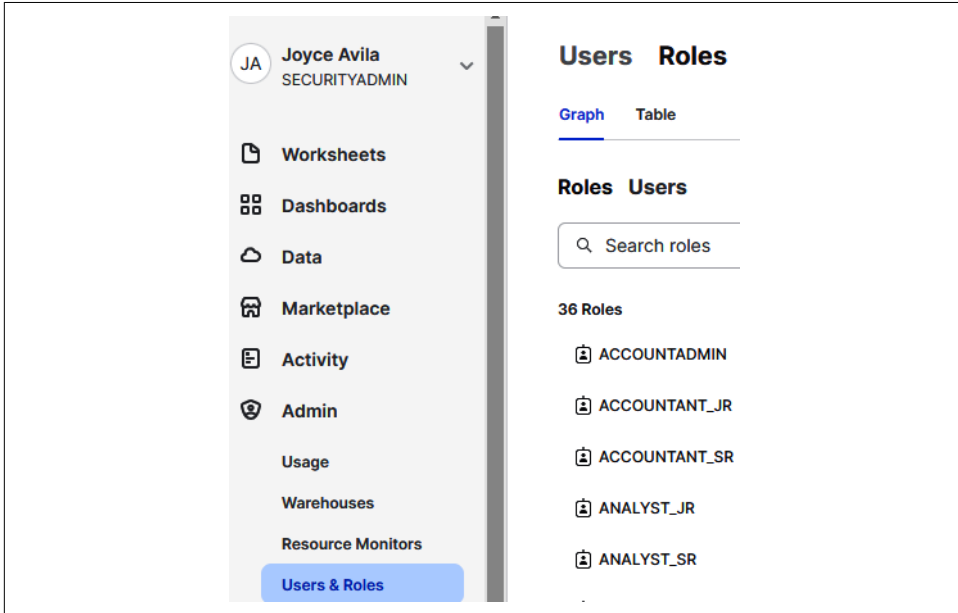 JA
Joyce Avila
SECURITYADMIN
Worksheets
Dashboards
Data
Marketplace
Activity
Admin
Usage
Warehouses
Resource Monitors
Users & Roles
Users Roles
Graph Table
Roles Users
Search roles
36 Roles
ACCOUNTADMIN
ACCOUNTANT_JR
ACCOUNTANT_SR
ANALYST_JR
ANALYST_SR